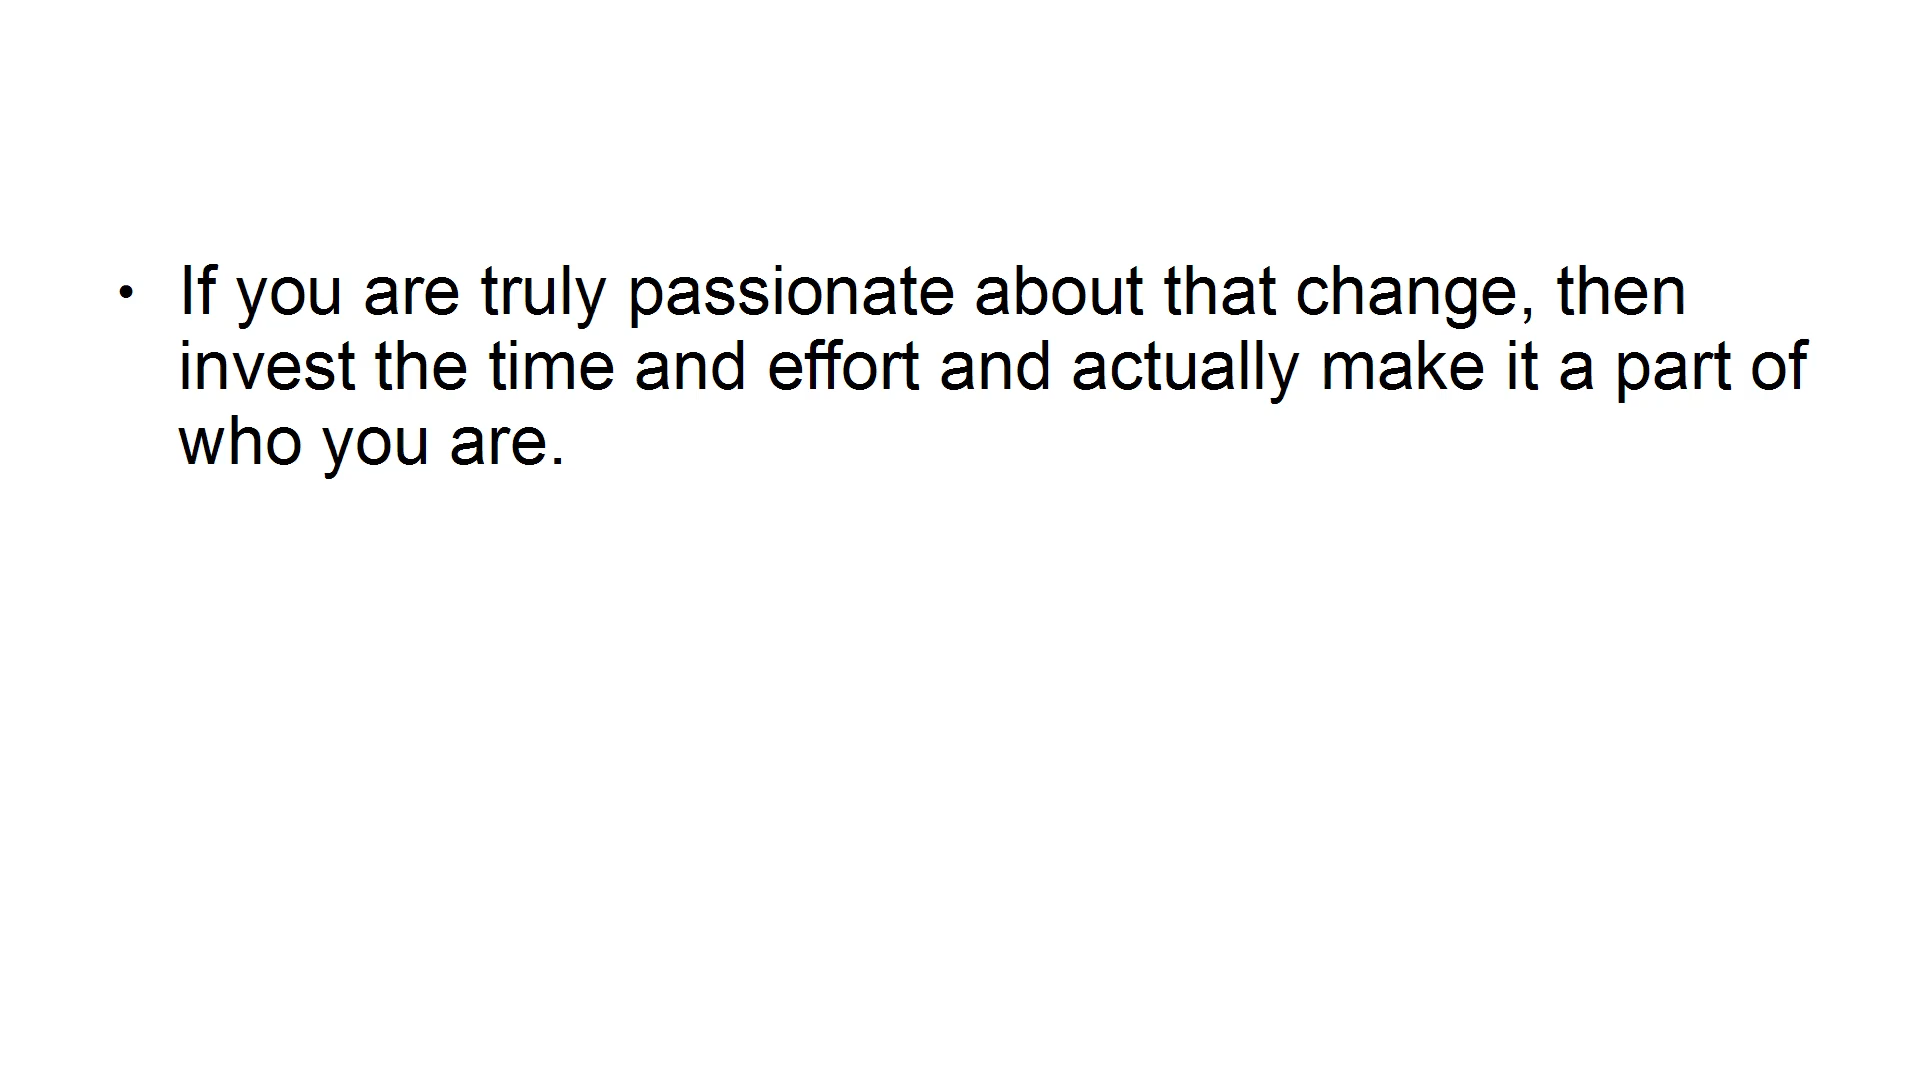 • If you are truly passionate about that change, then
invest the time and effort and actually make it a part of
who you are.